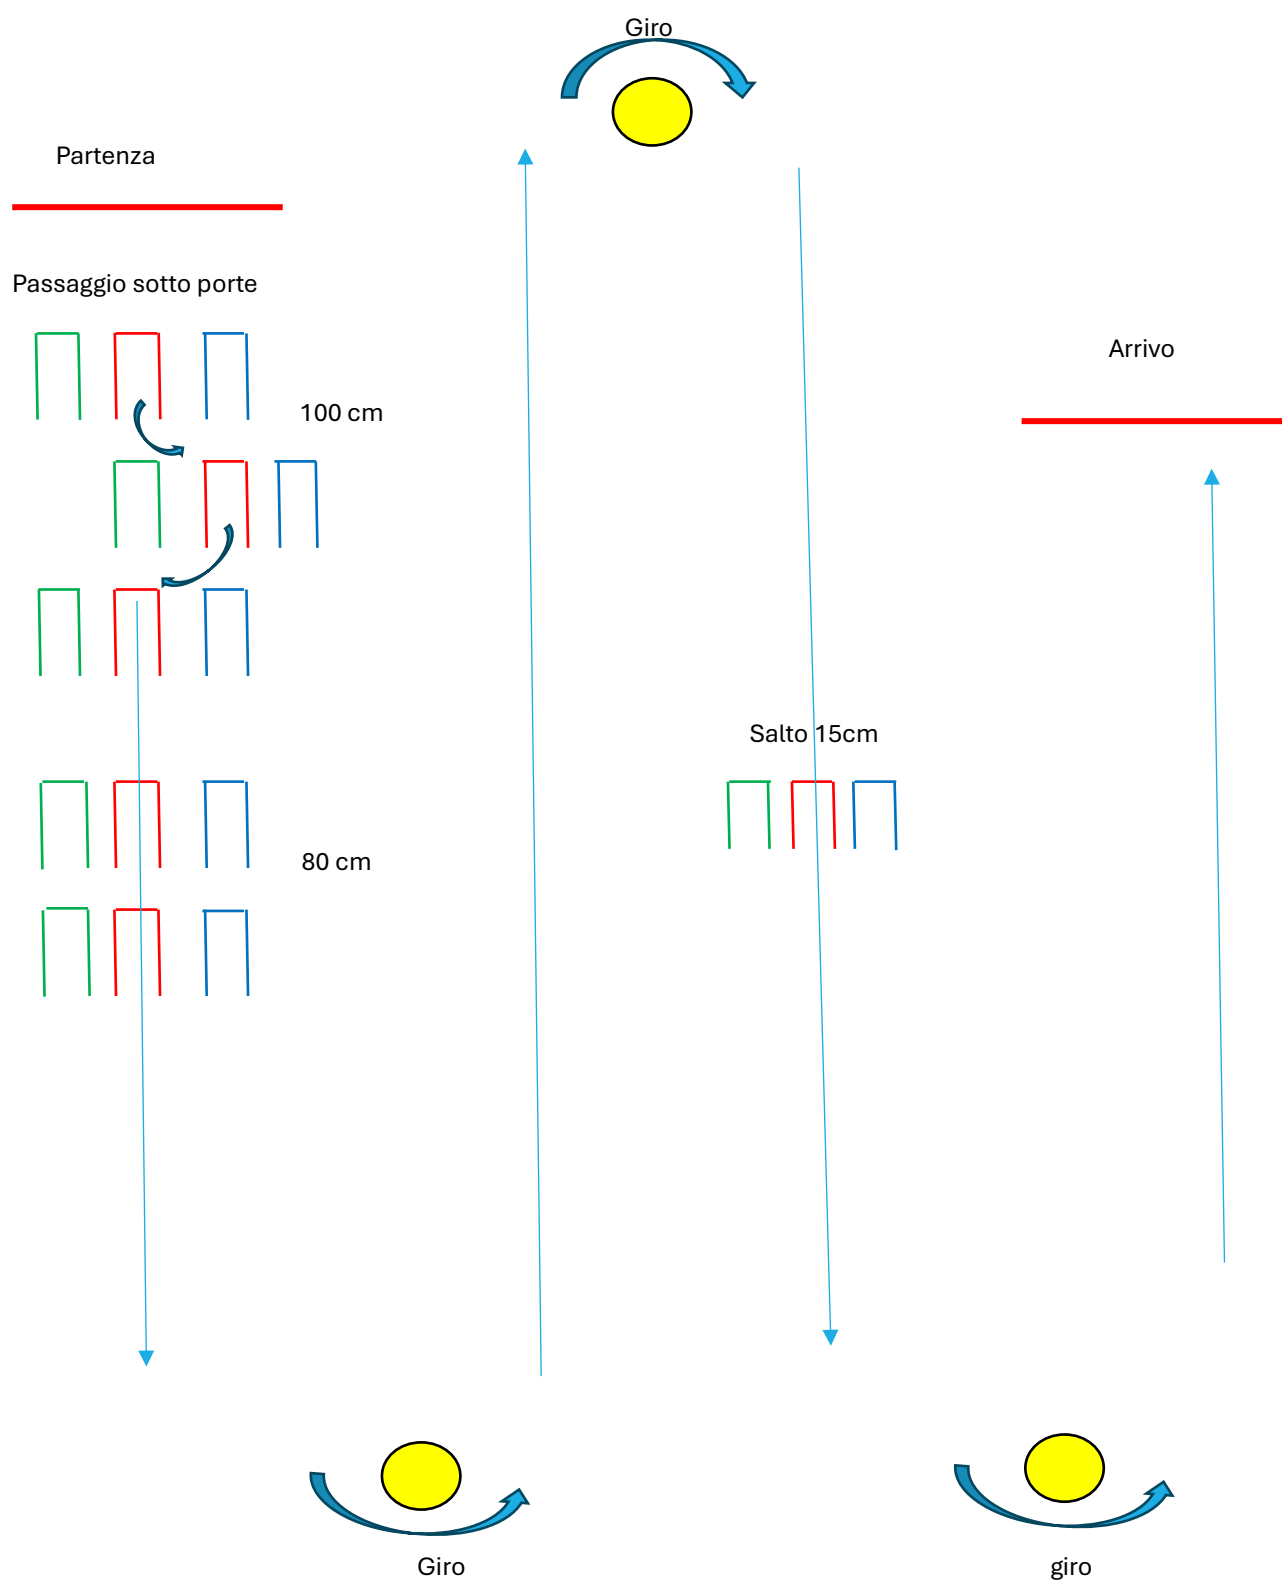 Giro
Partenza
Passaggio sotto porte
Arrivo
100 cm
Salto 15cm
80 cm
Giro
giro